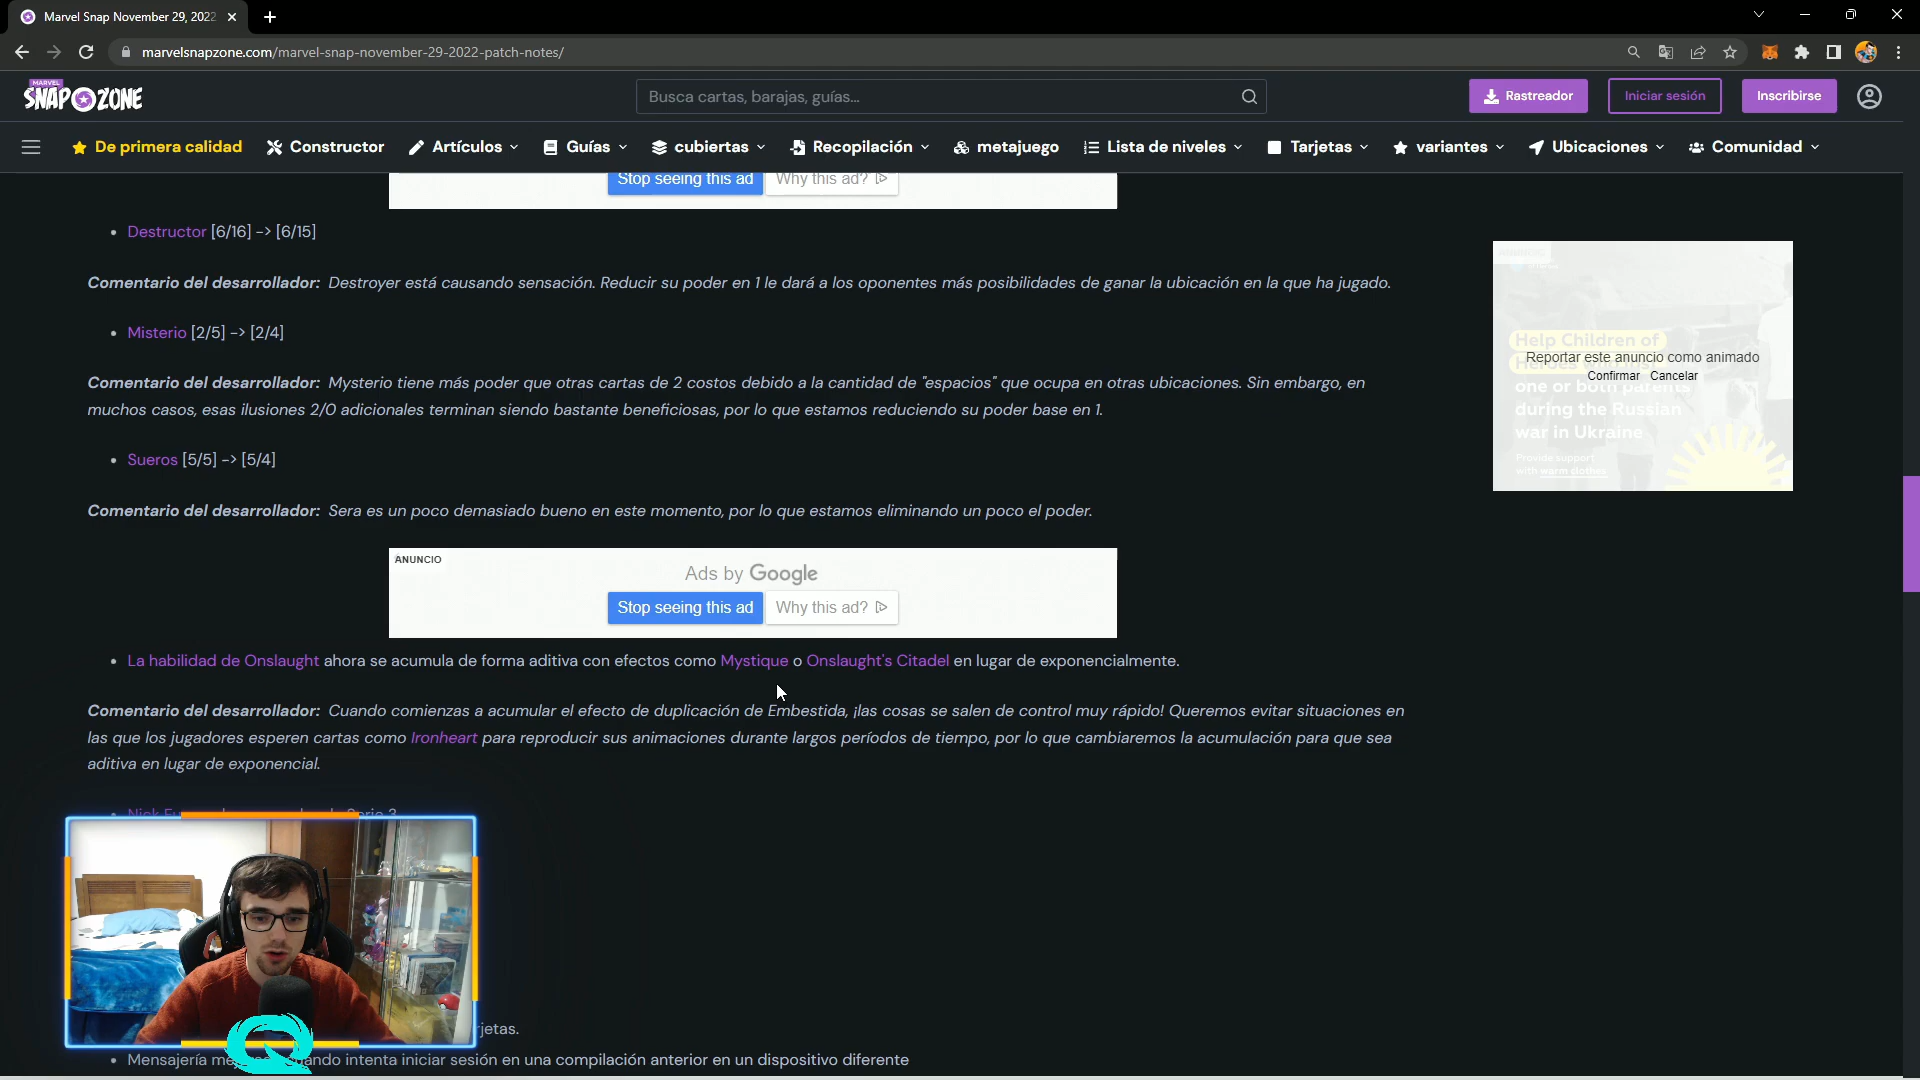 Marvel Snap November 29, 2022
marvelsnapzone.com/marvel-snap-november-29-2022-patch-notes/
MARVEL
SNAP ZONE
Busca cartas, barajas, guías...
Rastreador
Iniciar sesión
Inscribirse
De primera calidad
Constructor
Artículos
Guías
cubiertas
Recopilación
metajuego
Lista de niveles
Tarjetas
variantes
Ubicaciones
Comunidad
Stop seeing this ad
Why this ad?
• Destructor [6/16] -> [6/15]
Comentario del desarrollador: Destroyer está causando sensación. Reducir su poder en 1 le dará a los oponentes más posibilidades de ganar la ubicación en la que ha jugado.
• Misterio [2/5] -> [2/4]
Comentario del desarrollador: Mysterio tiene más poder que otras cartas de 2 costos debido a la cantidad de "espacios" que ocupa en otras ubicaciones. Sin embargo, en
muchos casos, esas ilusiones 2/0 adicionales terminan siendo bastante beneficiosas, por lo que estamos reduciendo su poder base en 1.
• Sueros [5/5] -> [5/4]
Comentario del desarrollador: Sera es un poco demasiado bueno en este momento, por lo que estamos eliminando un poco el poder.
ANUNCIO
Ads by Google
Stop seeing this ad
Why this ad?
• La habilidad de Onslaught ahora se acumula de forma aditiva con efectos como Mystique o Onslaught's Citadel en lugar de exponencialmente.
Comentario del desarrollador: Cuando comienzas a acumular el efecto de duplicación de Embestida, ¡las cosas se salen de control muy rápido! Queremos evitar situaciones en
las que los jugadores esperen cartas como Ironheart para reproducir sus animaciones durante largos períodos de tiempo, por lo que cambiaremos la acumulación para que sea
aditiva en lugar de exponencial.
rjetas.
• Mensajería me ando intenta iniciar sesión en una compilación anterior en un dispositivo diferente
Help Children of
Reportar este anuncio como animado
Confirmar Cancelar
one or both parents
during the Russian
war in Ukraine
Provide support
with warm clothes